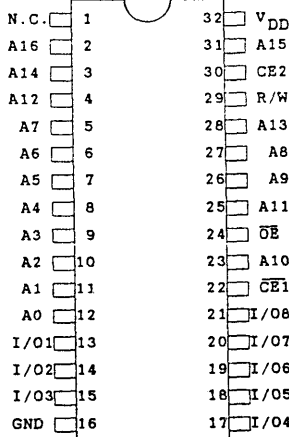 N.C. 1 32 V DD
A16 2 31 A15
A14 3 30 CE2
A12 4 29 R/W
A7 5 28 A13
A6 6 27 A8
A5 7 26 A9
A4 8 25 A11
A3 9 24 O̅E̅
A2 10 23 A10
A1 11 22 C̅E̅1̅
A0 12 21 I/O8
I/O1 13 20 I/O7
I/O2 14 19 I/O6
I/O3 15 18 I/O5
GND 16 17 I/O4